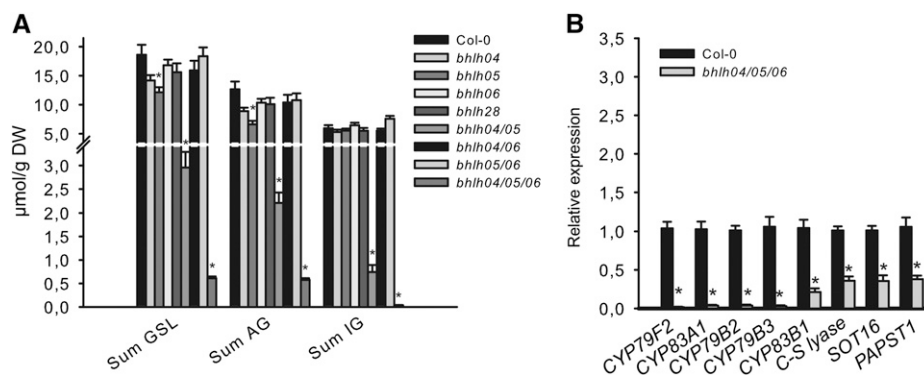 A
µmol/g DW
20,0
15,0
10,0
5,0
3,0
2,5
2,0
1,5
1,0
0,5
0,0
Sum GSL
Sum AG
Sum IG
Col-0
bhlh04
bhlh05
bhlh06
bhlh28
bhlh04/05
bhlh04/06
bhlh05/06
bhlh04/05/06
B
Relative expression
3,5
3,0
2,5
2,0
1,5
1,0
0,5
0,0
Col-0
bhlh04/05/06
CYP79F2
CYP83A1
CYP79B2
CYP79B3
CYP83B1
C-S lyase
SOT16
PAPST1